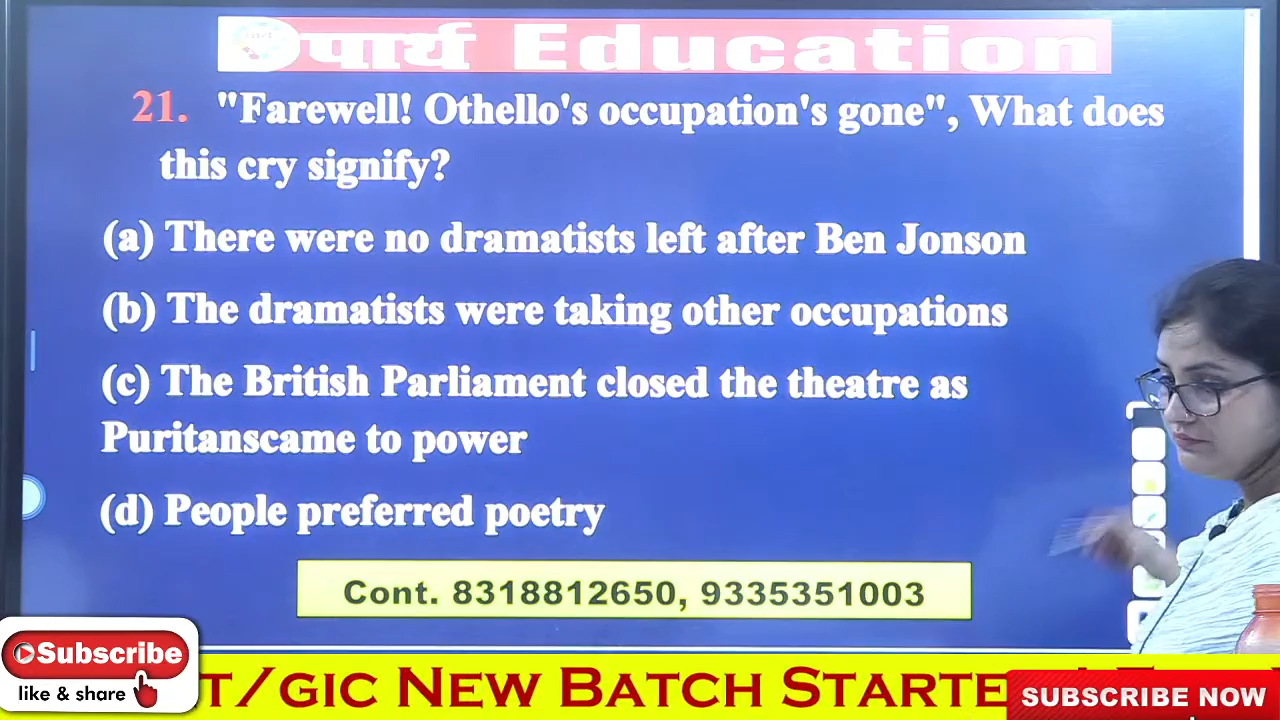 पार्थ Education
21. "Farewell! Othello's occupation's gone", What does
this cry signify?
(a) There were no dramatists left after Ben Jonson
(b) The dramatists were taking other occupations
(c) The British Parliament closed the theatre as
Puritanscame to power
(d) People preferred poetry
Cont. 8318812650, 9335351003
Subscribe
like & share
T/GIC NEW BATCH STARTE
SUBSCRIBE NOW